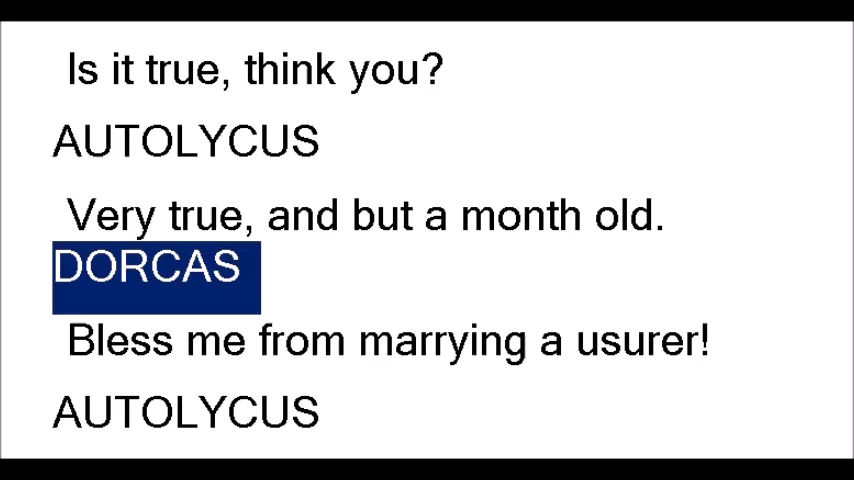 Is it true, think you?
AUTOLYCUS
Very true, and but a month old.
DORCAS
Bless me from marrying a usurer!
AUTOLYCUS